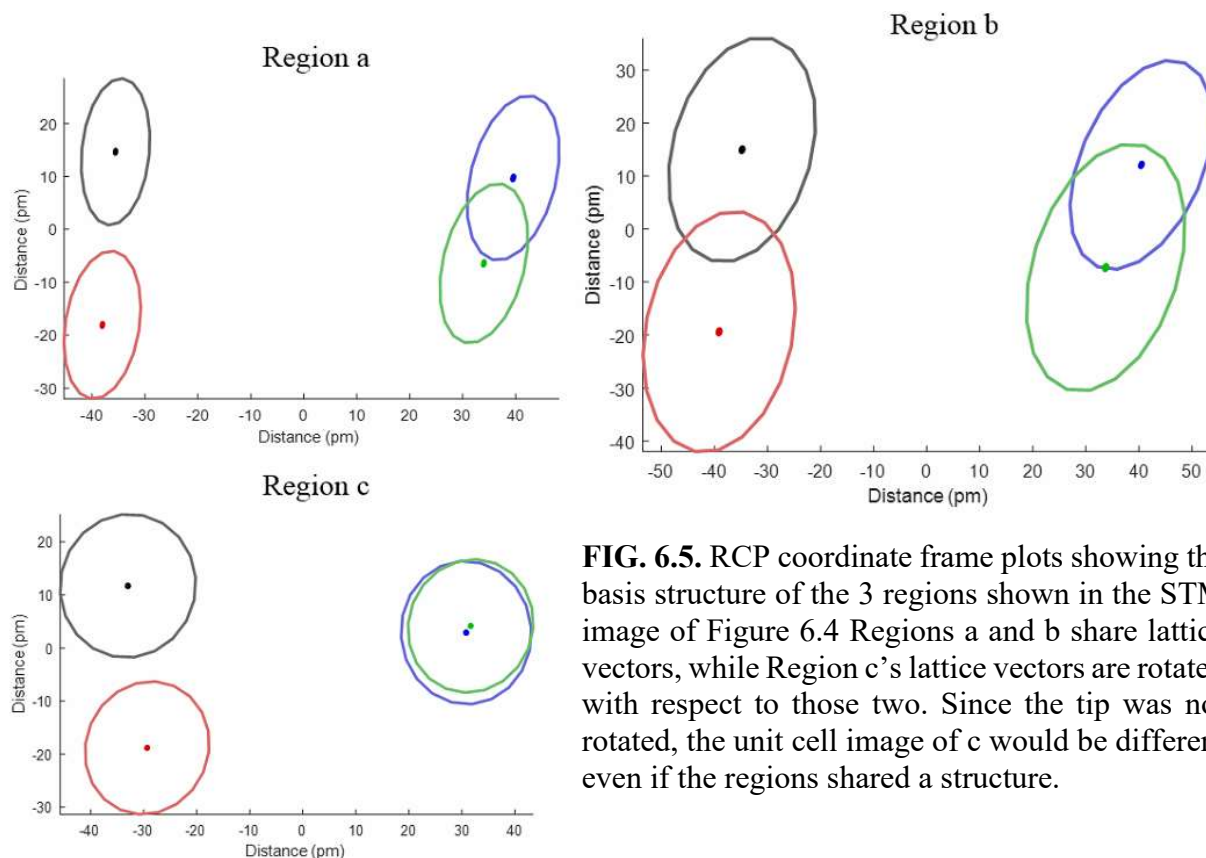 Region a
20
10
0
-10
-20
-30
Distance (pm)
-40 -30 -20 -10 0 10 20 30 40
Distance (pm)
Region b
30
20
10
0
-10
-20
-30
-40
Distance (pm)
-50 -40 -30 -20 -10 0 10 20 30 40 50
Distance (pm)
Region c
20
10
0
-10
-20
-30
Distance (pm)
-40 -30 -20 -10 0 10 20 30 40
Distance (pm)
FIG. 6.5. RCP coordinate frame plots showing th
basis structure of the 3 regions shown in the STM
image of Figure 6.4 Regions a and b share lattic
vectors, while Region c's lattice vectors are rotate
with respect to those two. Since the tip was no
rotated, the unit cell image of c would be differen
even if the regions shared a structure.